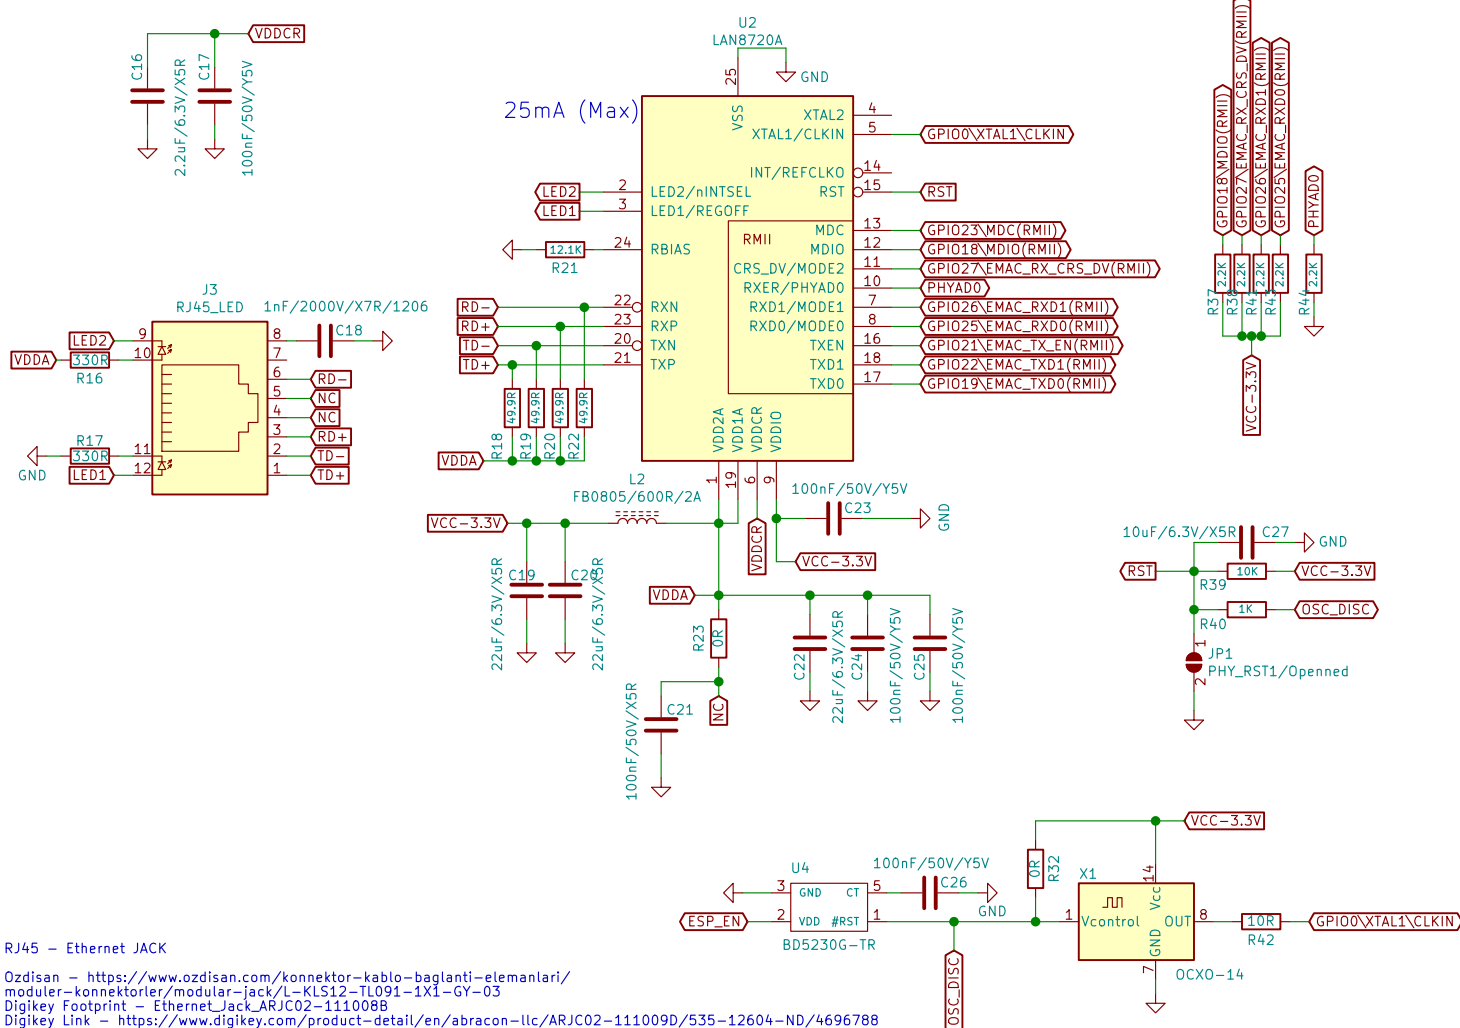 VDDCR
C16
2.2uF/6.3V/X5R
C17
100nF/50V/Y5V
U2
LAN8720A
25
GND
VSS
25mA (Max)
XTAL2
4
XTAL1/CLKIN
5
GPIO0\XTAL1\CLKIN
INT/REFCLKO
14
RST
15
RST
LED2
2
LED2/nINTSEL
LED1
3
LED1/REGOFF
RMII
MDC
13
GPIO23\MDC(RMII)
12.1K
R21
24
RBIAS
MDIO
12
GPIO18\MDIO(RMII)
CRS_DV/MODE2
11
GPIO27\EMAC_RX_CRS_DV(RMII)
RXER/PHYAD0
10
PHYAD0
RD-
22
RXN
RXD1/MODE1
7
GPIO26\EMAC_RXD1(RMII)
RD+
23
RXP
RXD0/MODE0
8
GPIO25\EMAC_RXD0(RMII)
TD-
20
TXN
TXEN
16
GPIO21\EMAC_TX_EN(RMII)
TD+
21
TXP
TXD1
18
GPIO22\EMAC_TXD1(RMII)
TXD0
17
GPIO19\EMAC_TXD0(RMII)
49.9R
49.9R
49.9R
49.9R
R18
R19
R20
R22
VDDA
VDD2A
VDD1A
VDDCR
VDDIO
1
19
6
9
GPIO18\MDIO(RMII)
GPIO27\EMAC_RX_CRS_DV(RMII)
GPIO26\EMAC_RXD1(RMII)
GPIO25\EMAC_RXD0(RMII)
PHYAD0
2.2K
2.2K
2.2K
2.2K
2.2K
R37
R44
VCC-3.3V
J3
RJ45_LED
1nF/2000V/X7R/1206
C18
LED2
9
8
VDDA
330R
10
7
R16
6
RD-
5
NC
4
NC
3
RD+
R17
330R
11
2
TD-
GND
LED1
12
1
TD+
L2
FB0805/600R/2A
VCC-3.3V
C19
22uF/6.3V/X5R
C20
22uF/6.3V/X5R
100nF/50V/Y5V
C23
GND
VDDCR
VCC-3.3V
VDDA
R23
0R
C22
22uF/6.3V/X5R
C24
100nF/50V/Y5V
C25
100nF/50V/Y5V
NC
C21
100nF/50V/X5R
10uF/6.3V/X5R
C27
GND
RST
10K
VCC-3.3V
R39
1K
OSC_DISC
R40
1
JP1
PHY_RST1/Openned
2
VCC-3.3V
U4
100nF/50V/Y5V
C26
GND
3
GND
CT
5
ESP_EN
2
VDD
#RST
1
BD5230G-TR
OSC_DISC
0R
R32
X1
14
Vcc
1
Vcontrol
OUT
8
10R
R42
GPIO0\XTAL1\CLKIN
GND
7
OCXO-14
RJ45 - Ethernet JACK
Ozdisan - https://www.ozdisan.com/konnektor-kablo-baglanti-elemanlari/
moduler-konnektorler/modular-jack/L-KLS12-TL091-1X1-GY-03
Digikey Footprint - Ethernet_Jack_ARJC02-111008B
Digikey Link - https://www.digikey.com/product-detail/en/abracon-llc/ARJC02-111009D/535-12604-ND/4696788